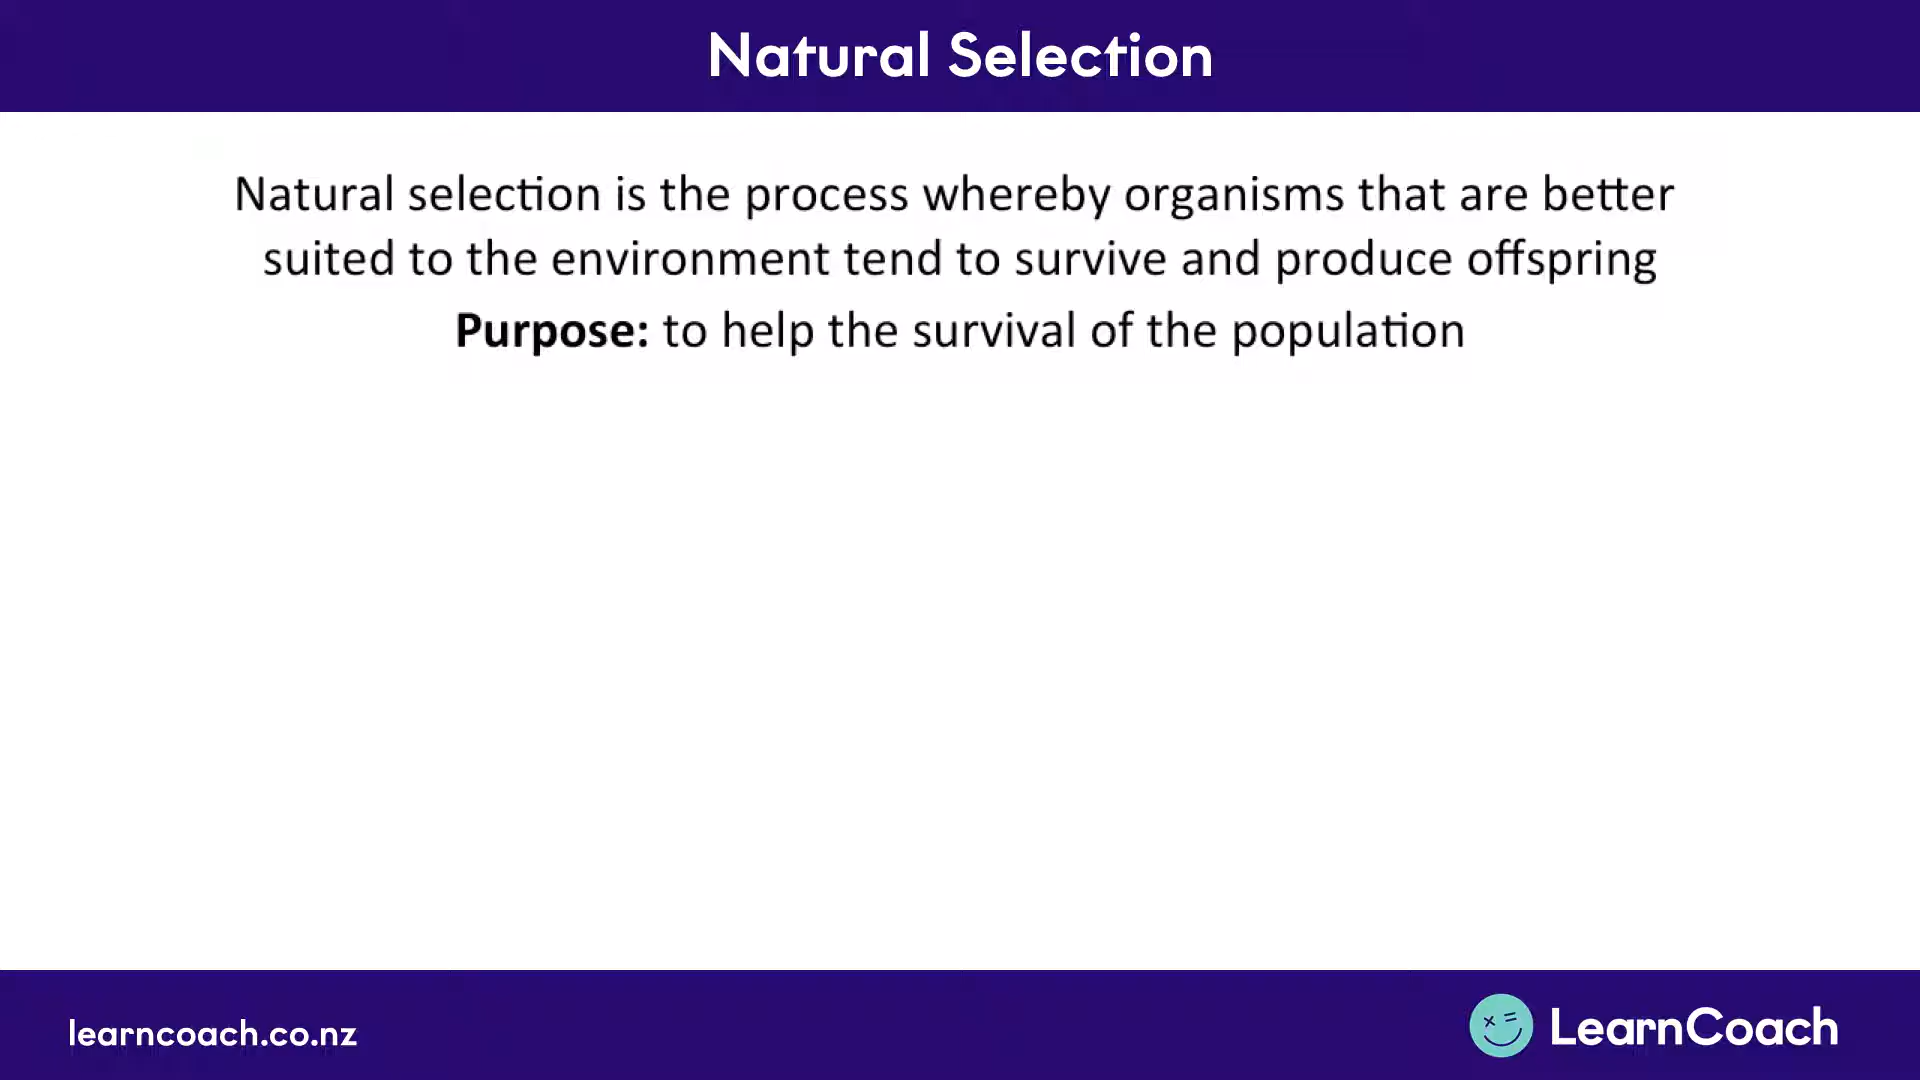 Natural Selection
Natural selection is the process whereby organisms that are better
suited to the environment tend to survive and produce offspring
Purpose: to help the survival of the population
learncoach.co.nz
LearnCoach